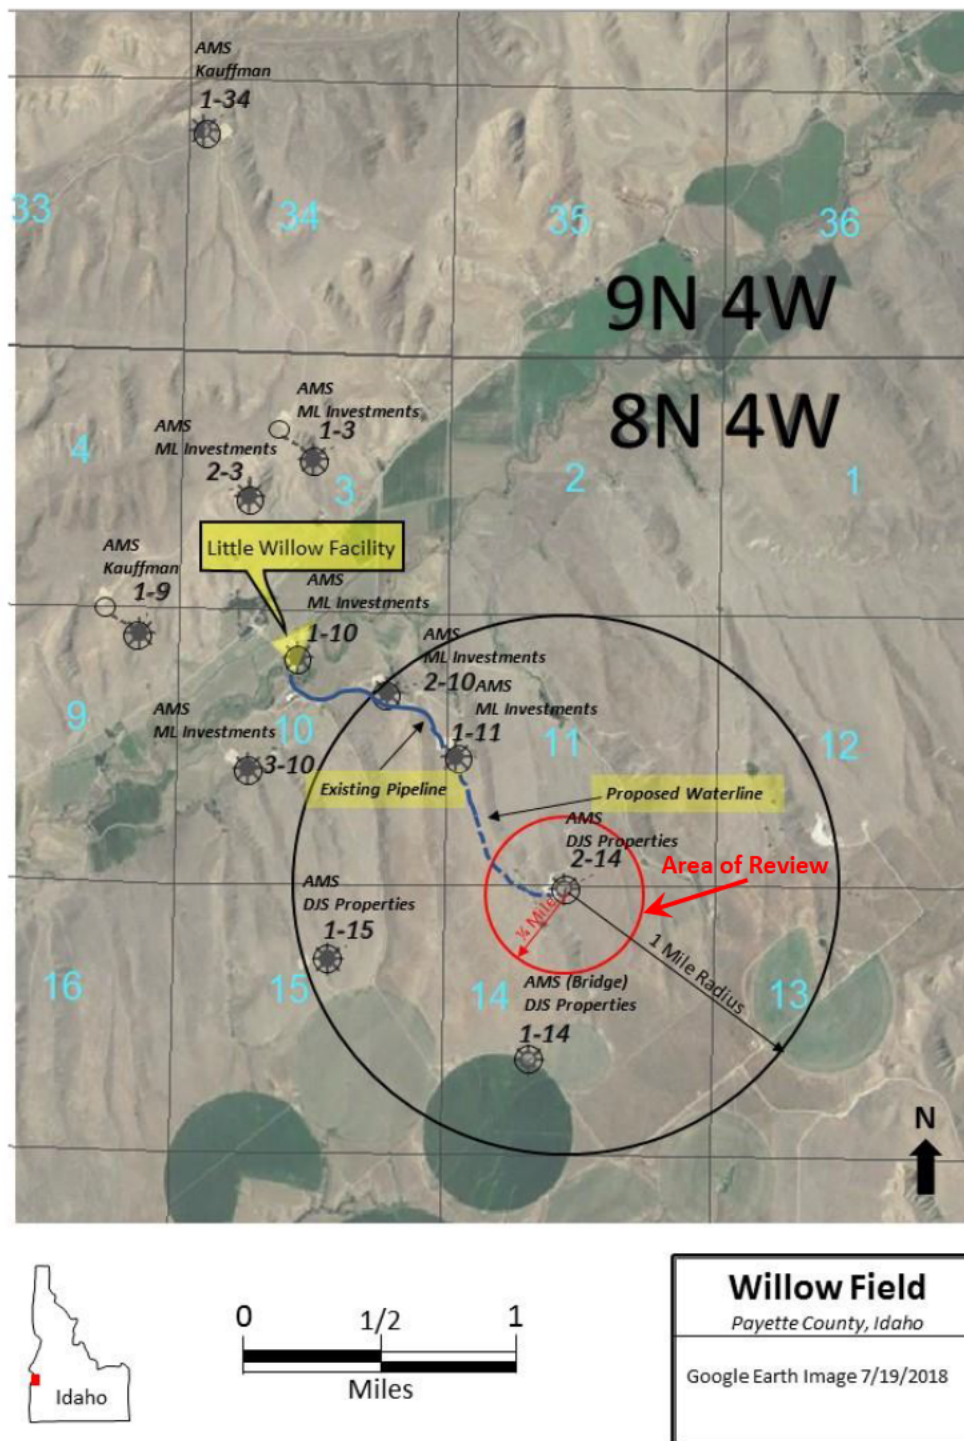 AMS
Kauffman
1-34
33
34
35
36
9N 4W
8N 4W
AMS
ML Investments
1-3
AMS
ML Investments
2-3
4
3
2
1
Little Willow Facility
AMS
Kauffman
1-9
AMS
ML Investments
1-10
AMS
ML Investments
2-10
AMS
ML Investments
1-11
9
AMS
ML Investments
3-10
10
11
12
Existing Pipeline
Proposed Waterline
AMS
DJS Properties
2-14
Area of Review
¼ Mile
1 Mile Radius
AMS
DJS Properties
1-15
16
15
14
13
AMS (Bridge)
DJS Properties
1-14
N
Idaho
0 1/2 1
Miles
Willow Field
Payette County, Idaho
Google Earth Image 7/19/2018